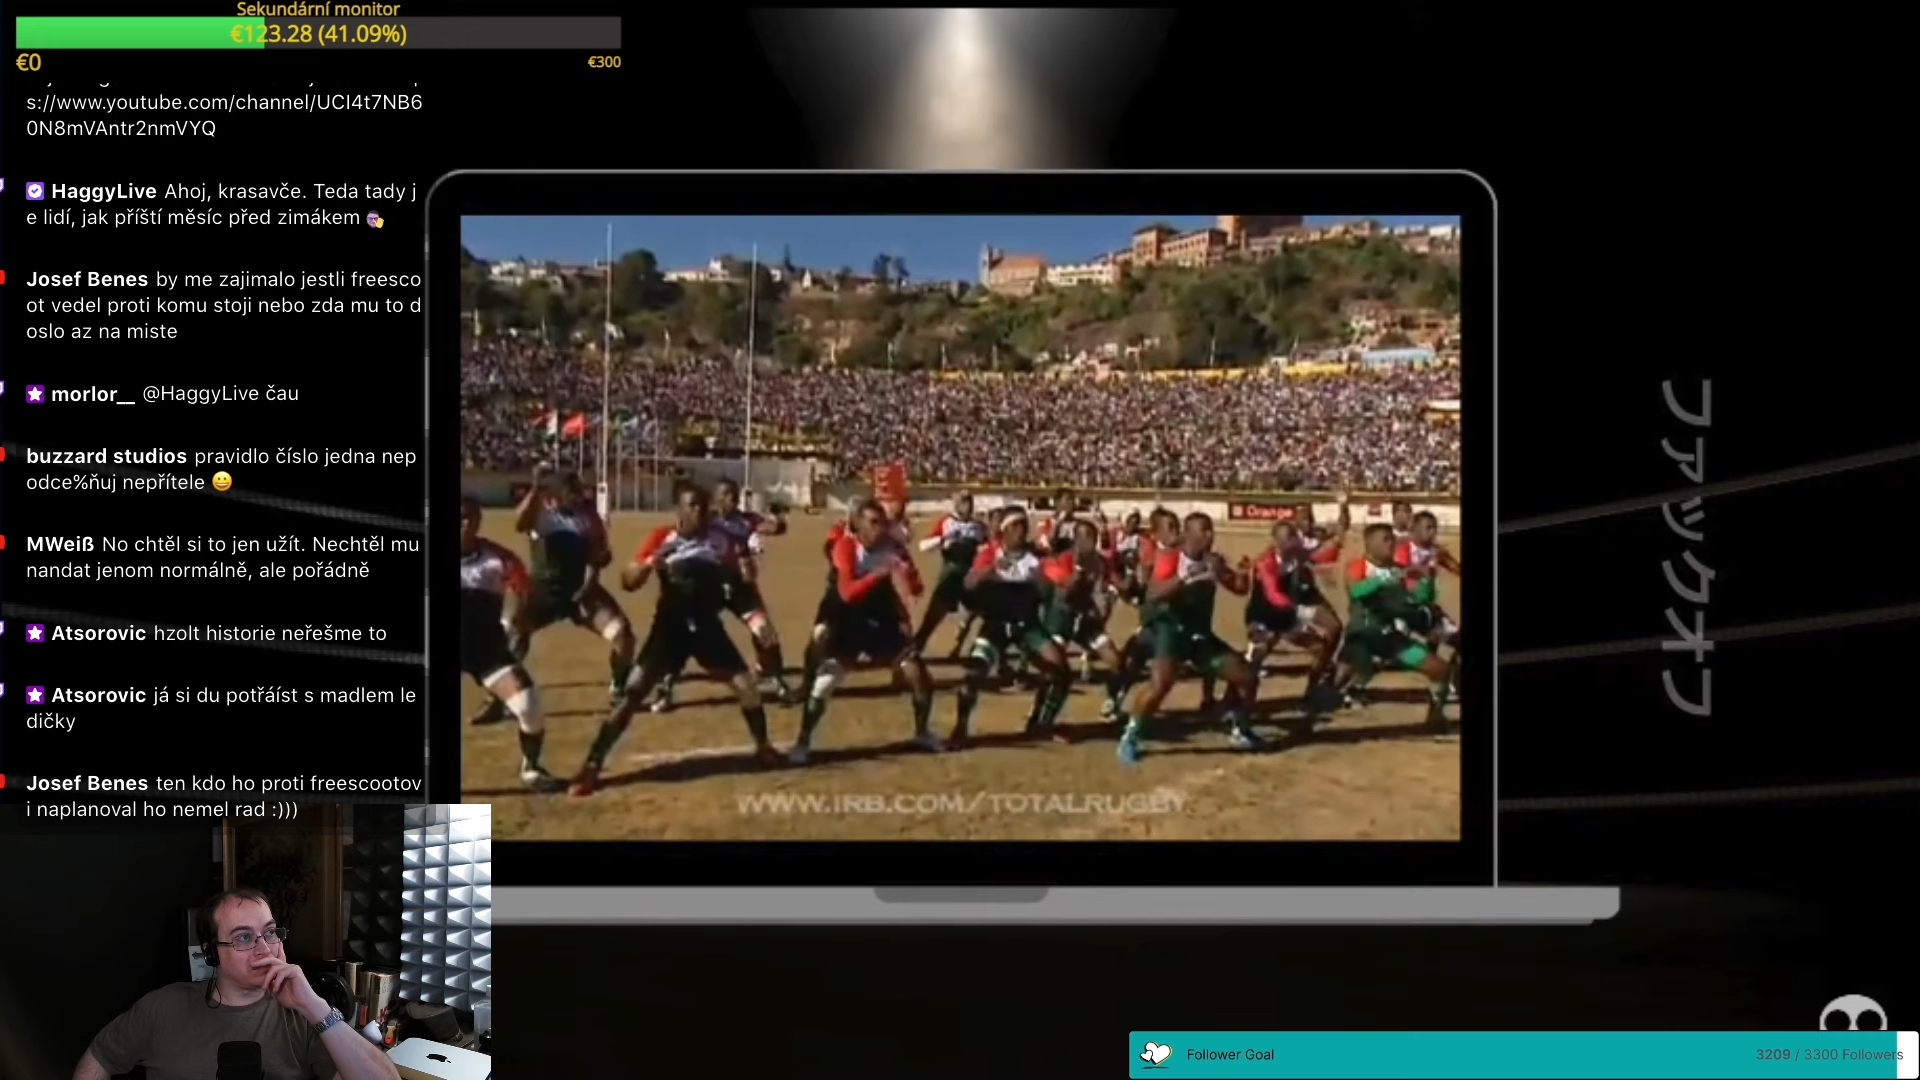 Sekundární monitor
€123.28 (41.09%)
€0
€300
s://www.youtube.com/channel/UCI4t7NB6
0N8mVAntr2nmVYQ
HaggyLive Ahoj, krasavče. Teda tady j
e lidí, jak příští měsíc před zimákem
Josef Benes by me zajimalo jestli freesco
ot vedel proti komu stoji nebo zda mu to d
oslo az na miste
morlor__ @HaggyLive čau
buzzard studios pravidlo číslo jedna nep
odce%ňuj nepřítele 😀
MWeiß No chtěl si to jen užít. Nechtěl mu
nandat jenom normálně, ale pořádně
Atsorovic hzolt historie neřešme to
Atsorovic já si du potřáíst s madlem le
dičky
Josef Benes ten kdo ho proti freescootov
i naplanoval ho nemel rad :)))
Orange
WWW.IRB.COM/TOTALRUGBY
ファックオフ
Follower Goal
3209 / 3300 Followers